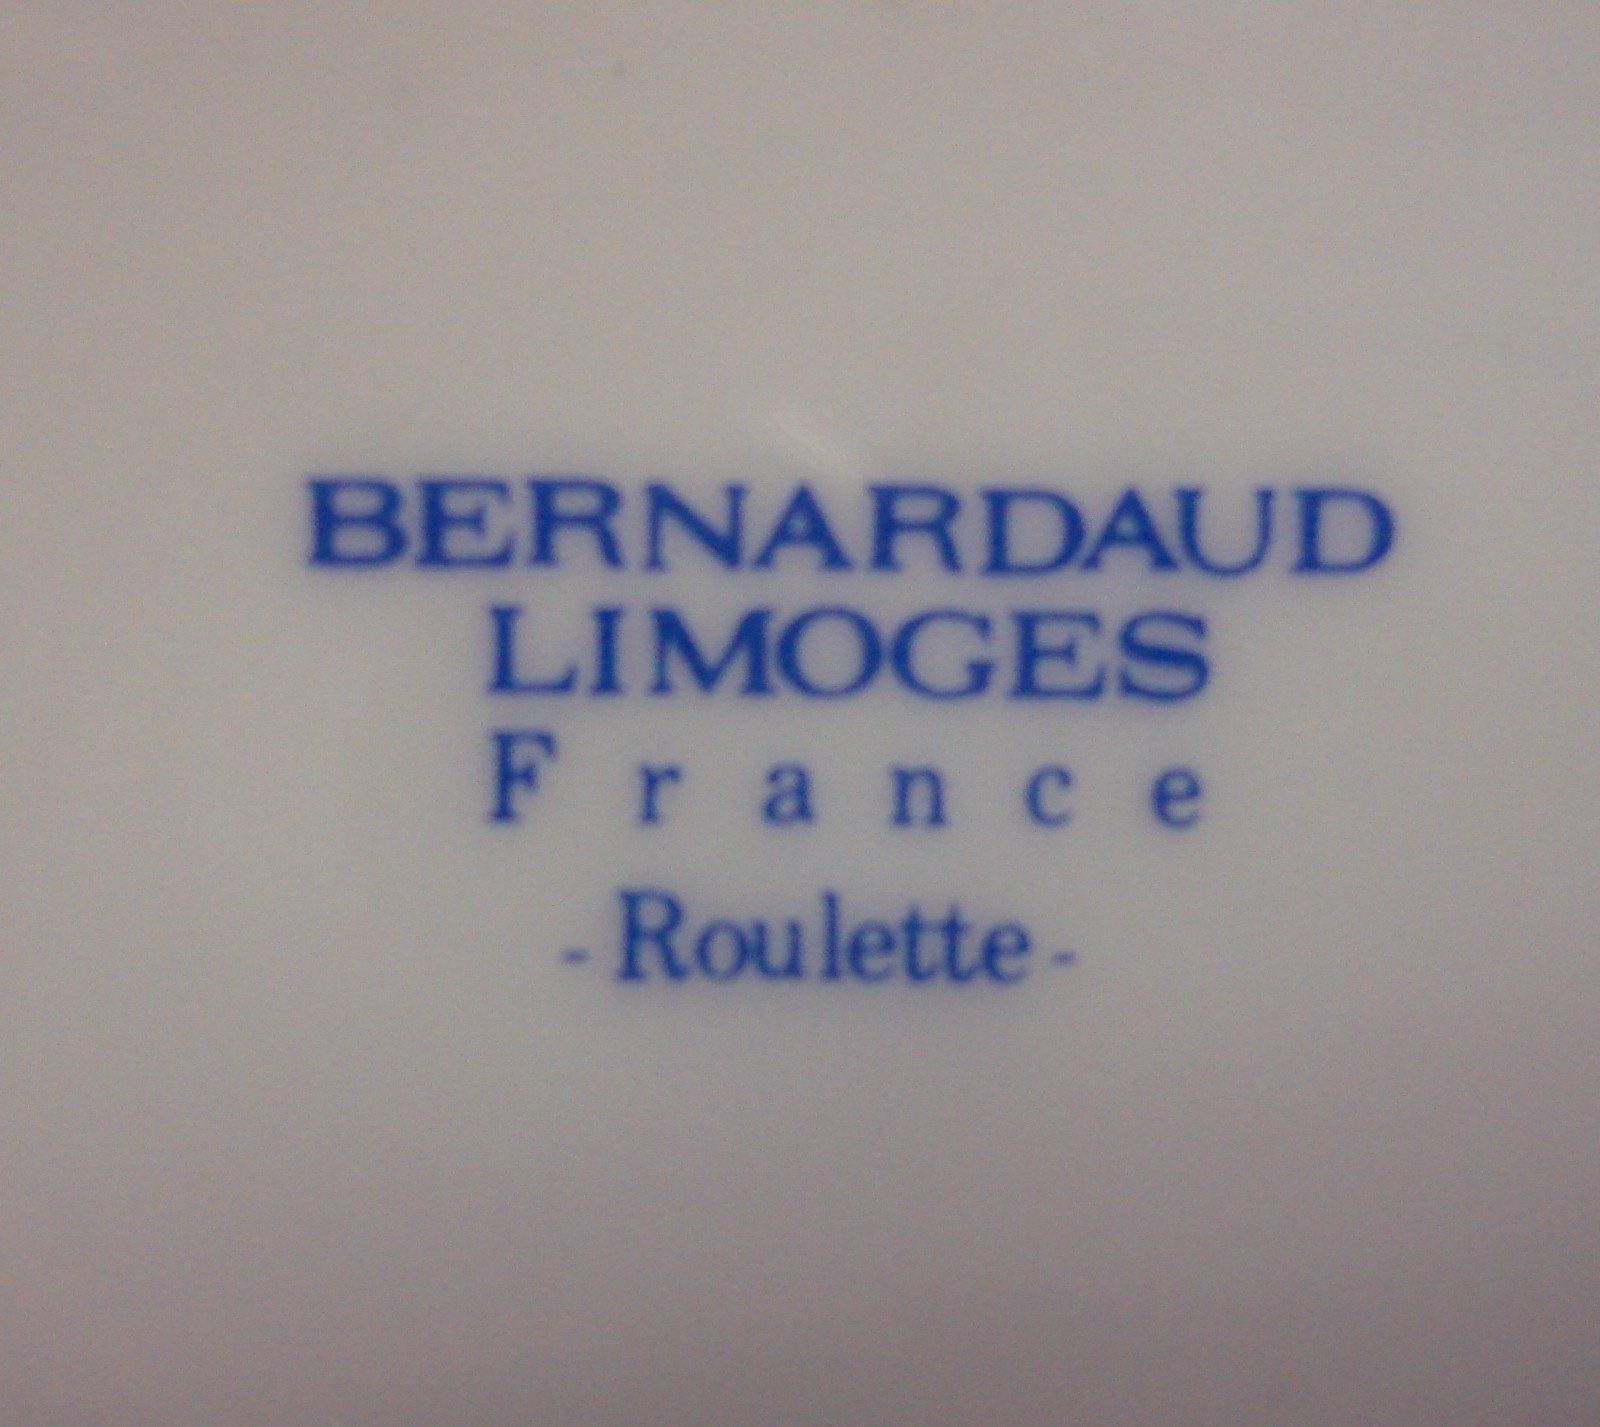 BERNARDAUD
LIMOGES
France
- Roulette -